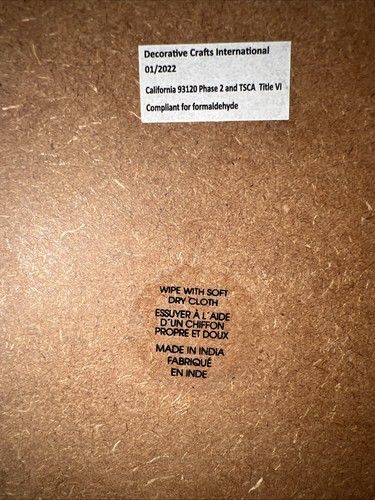 Decorative Crafts International
01/2022
California 93120 Phase 2 and TSCA Title VI
Compliant for formaldehyde
WIPE WITH SOFT
DRY CLOTH
ESSUYER À L´AIDE
D´UN CHIFFON
PROPRE ET DOUX
MADE IN INDIA
FABRIQUÉ
EN INDE